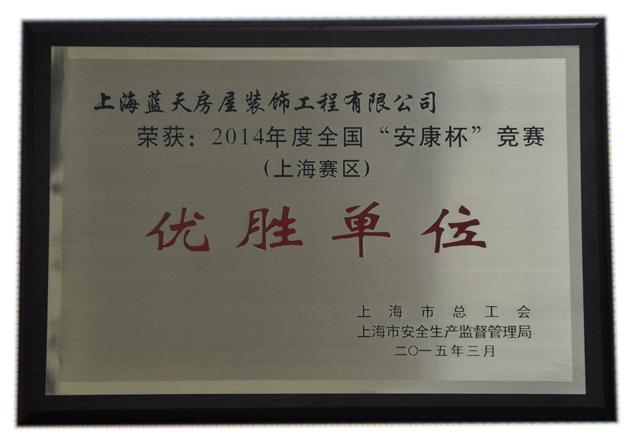 上海蓝天房屋装饰工程有限公司
荣获：2014年度全国“安康杯”竞赛
(上海赛区)
优胜单位
上海市总工会
上海市安全生产监督管理局
二〇一五年三月